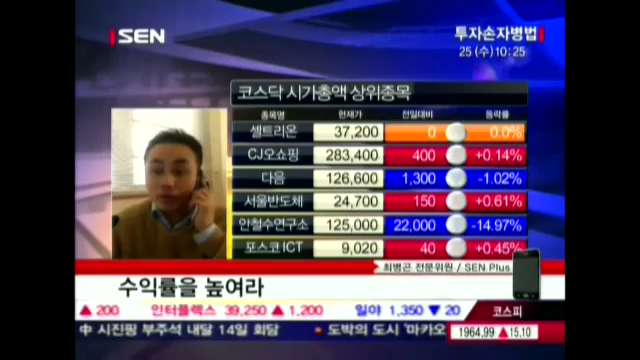 SEN
투자손자병법
25 (수) 10:25
코스닥 시가총액 상위종목
종목명 현재가 전일대비 등락률
셀트리온 37,200 0 0.0%
CJ오쇼핑 283,400 400 +0.14%
다음 126,600 1,300 -1.02%
서울반도체 24,700 150 +0.61%
안철수연구소 125,000 22,000 -14.97%
포스코 ICT 9,020 40 +0.45%
최병곤 전문위원 / SEN Plus
수익률을 높여라
▲ 200 인터플렉스 39,250 ▲ 1,200 일야 1,350 ▼ 20 코스피
中 시진핑 부주석 내달 14일 회담 • 도박의 도시 '마카오 1964.99 ▲15.10